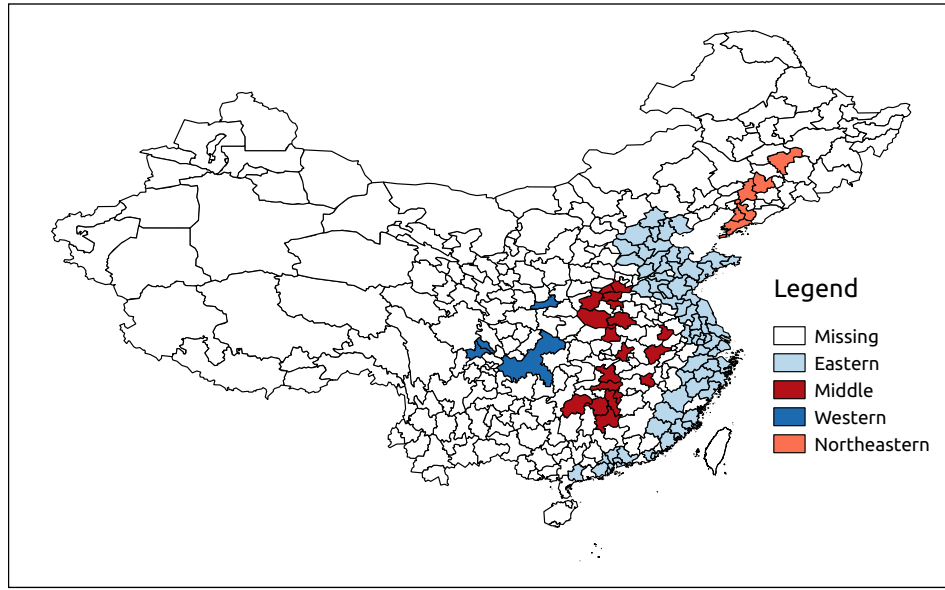 Legend
Missing
Eastern
Middle
Western
Northeastern